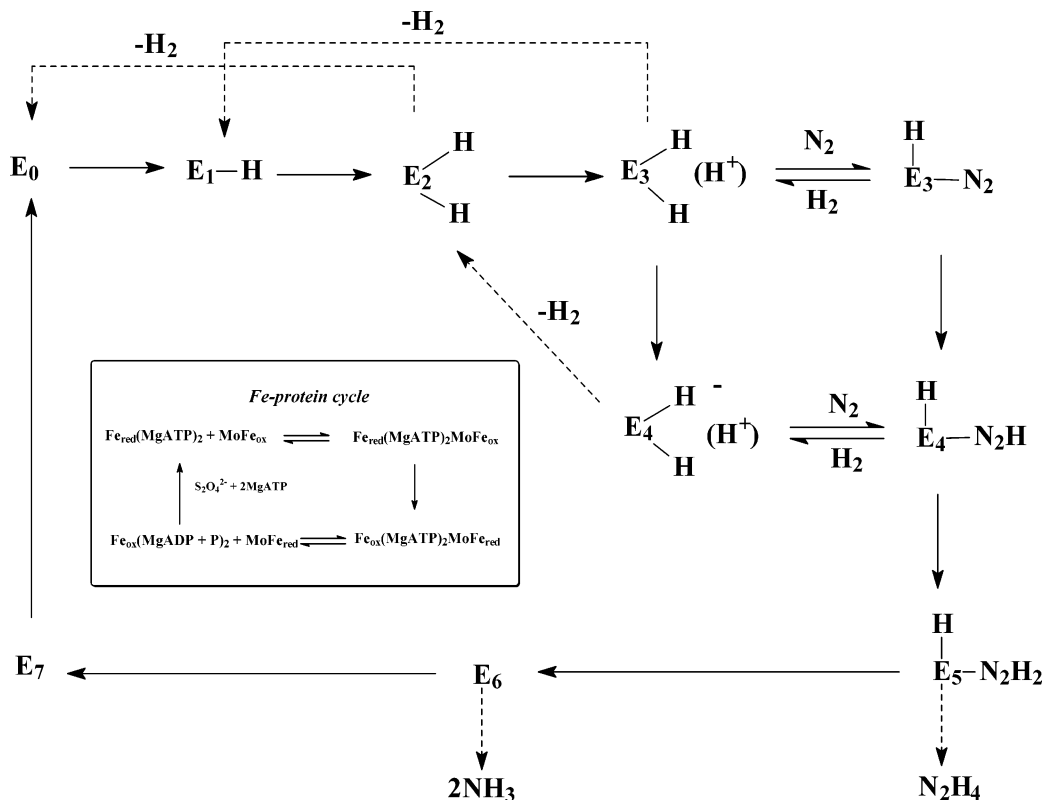 -H₂
-H₂
E₀
E₁—H
E₂
H
H
E₃
H
H
(H⁺)
N₂
H₂
H
E₃—N₂
-H₂
Fe-protein cycle
Feᵣₑd(MgATP)₂ + MoFeₒₓ
Feᵣₑd(MgATP)₂MoFeₒₓ
S₂O₄²⁻ + 2MgATP
Feₒₓ(MgADP + P)₂ + MoFeᵣₑd
Feₒₓ(MgATP)₂MoFeᵣₑd
E₄
H
H
-
(H⁺)
N₂
H₂
H
E₄—N₂H
H
E₅—N₂H₂
E₇
E₆
2NH₃
N₂H₄